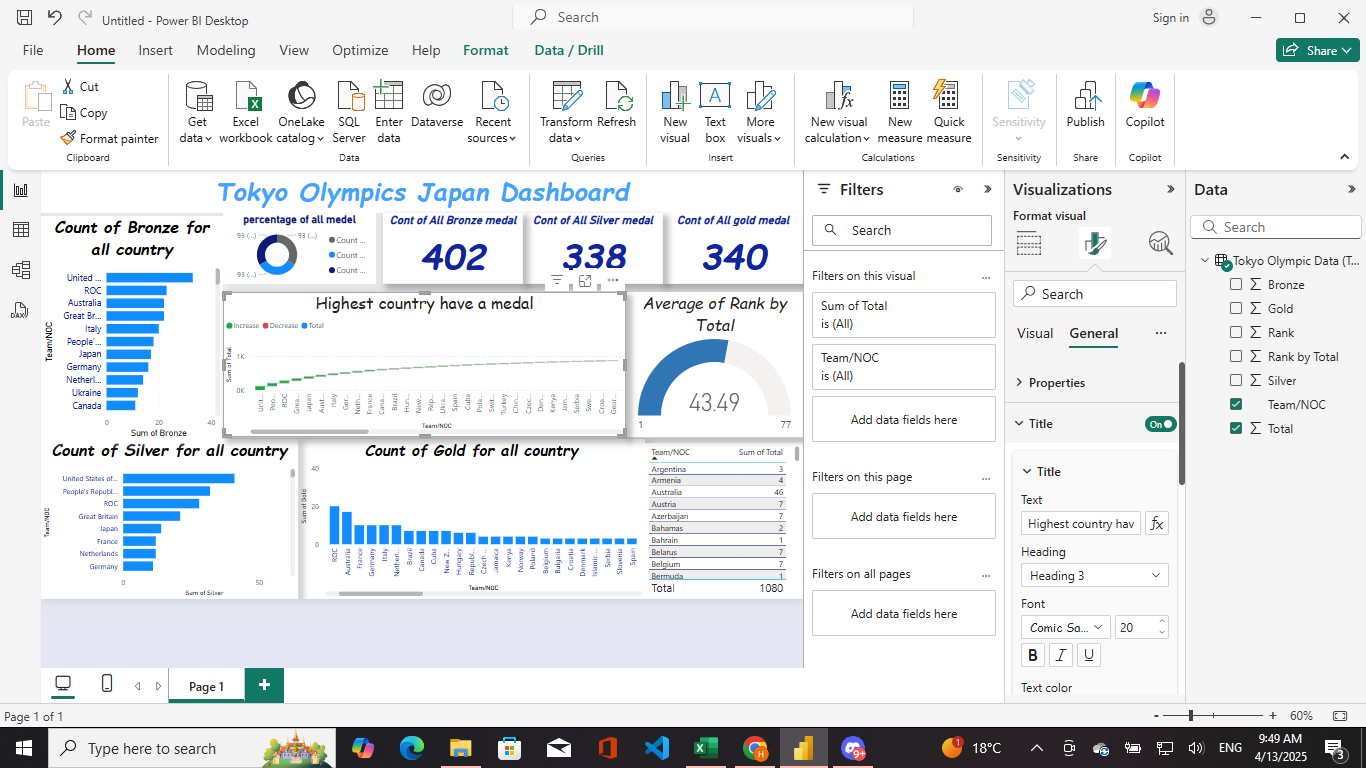 Untitled - Power BI Desktop
Search
Sign in
File
Home
Insert
Modeling
View
Optimize
Help
Format
Data / Drill
Share
Paste
Cut
Copy
Format painter
Clipboard
Get data
Excel workbook
OneLake catalog
SQL Server
Enter data
Dataverse
Recent sources
Data
Transform data
Refresh
Queries
New visual
Text box
More visuals
Insert
New visual calculation
New measure
Quick measure
Calculations
Sensitivity
Sensitivity
Publish
Share
Copilot
Copilot
Tokyo Olympics Japan Dashboard
Count of Bronze for
all country
Team/NOC
United ...
ROC
Australia
Great Br...
Italy
People'...
Japan
Germany
Netherl...
Ukraine
Canada
0 20 40
Sum of Bronze
percentage of all medel
93 (...)
93 (...)
93 (...)
Count ...
Count ...
Count ...
Cont of All Bronze medal
402
Cont of All Silver medal
338
Cont of All gold medal
340
Highest country have a medal
Increase Decrease Total
Sum of Total
1K
0K
Unit... Peo... ROC Grea... Japan Aust... Italy Ger... Neth... France Cana... Brazil Hun... New... Rep... Ukra... Spain Cuba Pola... Swit... Turkey Chin... Czec... Den... Kenya Jam... Serbia Swe... Croa... Geor...
Team/NOC
Average of Rank by
Total
43.49
1 77
Count of Silver for all country
Team/NOC
United States of...
People's Republ...
ROC
Great Britain
Japan
France
Netherlands
Germany
0 50
Sum of Silver
Count of Gold for all country
Sum of Gold
40
20
0
ROC Australia France Germany Italy Netherl... Brazil Canada Cuba New Z... Hungary Republ... Czech ... Jamaica Kenya Norway Poland Belgium Bulgaria Croatia Denmark Islamic ... Serbia Slovenia Spain
Team/NOC
Team/NOC Sum of Total
Argentina 3
Armenia 4
Australia 46
Austria 7
Azerbaijan 7
Bahamas 2
Bahrain 1
Belarus 7
Belgium 7
Bermuda 1
Total 1080
Filters
Search
Filters on this visual
Sum of Total
is (All)
Team/NOC
is (All)
Add data fields here
Filters on this page
Add data fields here
Filters on all pages
Add data fields here
Visualizations
Format visual
Search
Visual
General
Properties
Title
On
Title
Text
Highest country hav
fx
Heading
Heading 3
Font
Comic Sa...
20
B I U
Text color
Data
Search
Tokyo Olympic Data (T...
Bronze
Gold
Rank
Rank by Total
Silver
Team/NOC
Total
Page 1
Page 1 of 1
- + 60%
Type here to search
1
18°C
9+
ENG
9:49 AM
4/13/2025
3